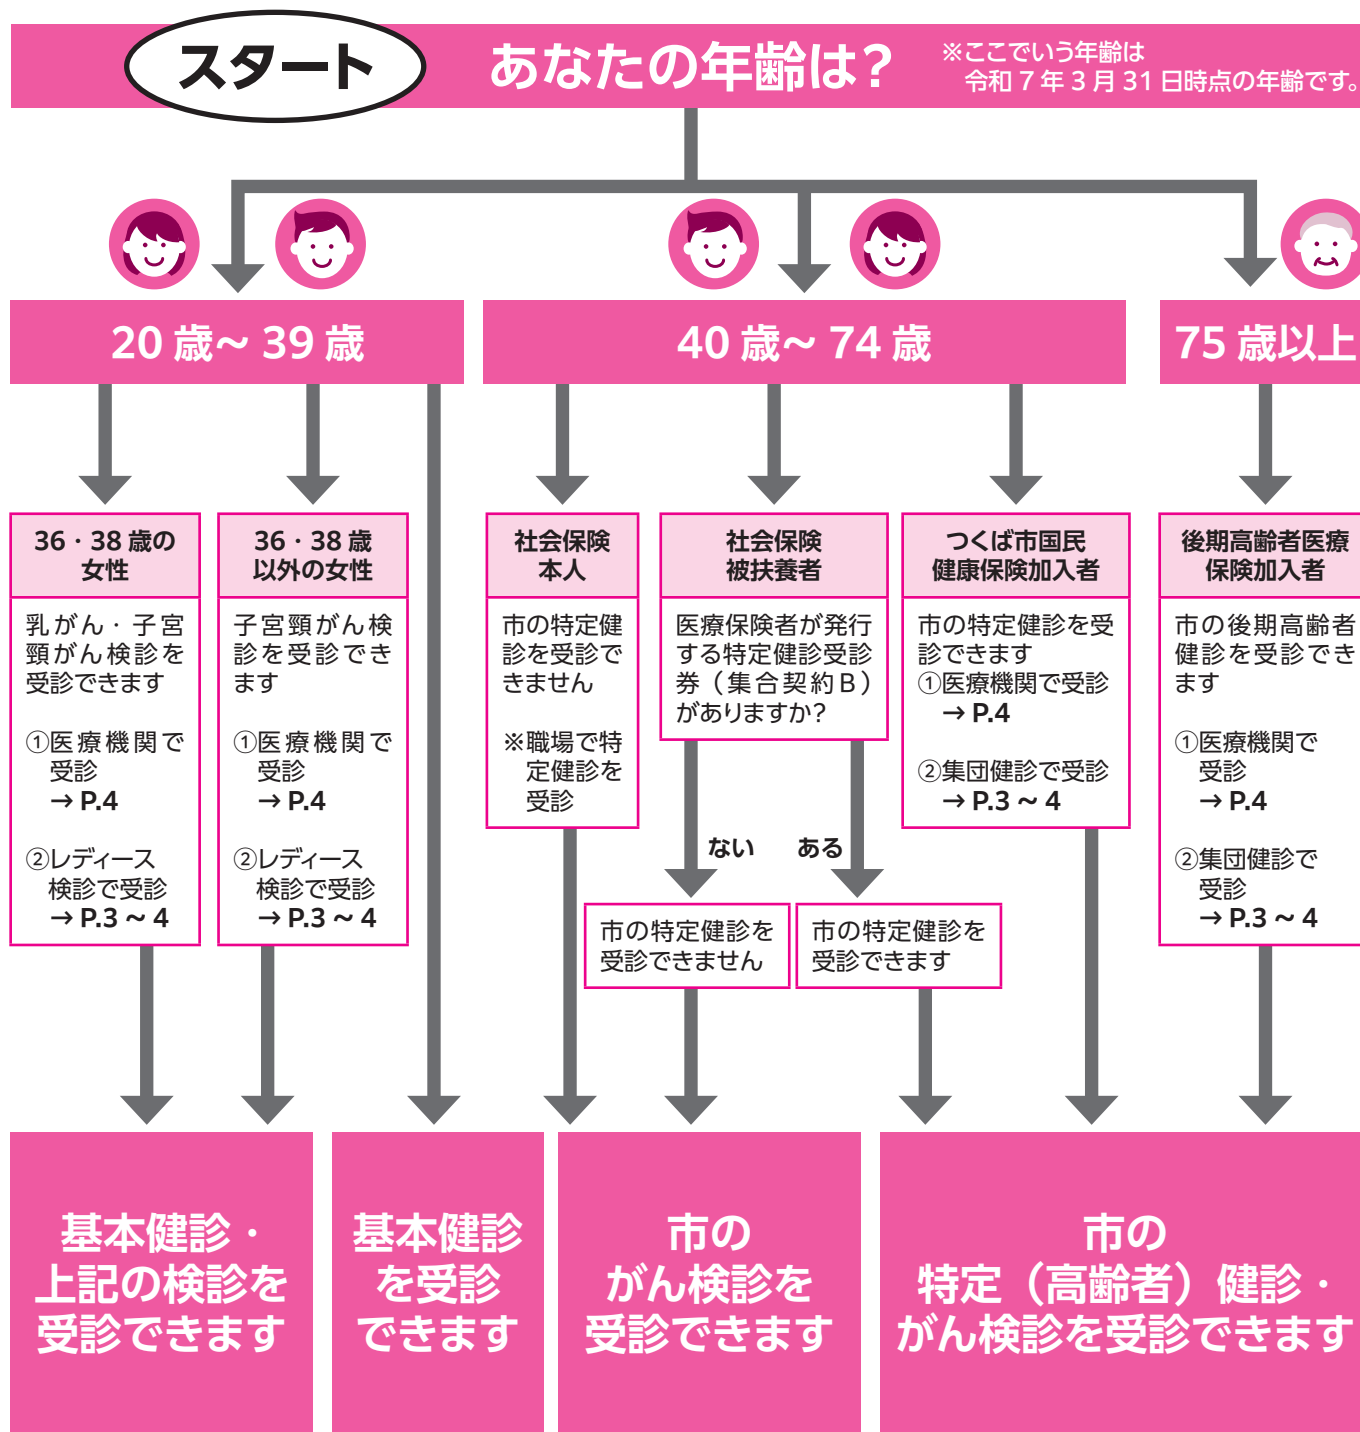 スタート
あなたの年齢は?
※ここでいう年齢は
令和 7 年 3 月 31 日時点の年齢です。
20 歳～ 39 歳
40 歳～ 74 歳
75 歳以上
36・38 歳の
女性
乳がん・子宮
頸がん検診を
受診できます
①医療機関で
受診
→ P.4
②レディース
検診で受診
→ P.3 ～ 4
36・38 歳
以外の女性
子宮頸がん検
診を受診でき
ます
①医療機関で
受診
→ P.4
②レディース
検診で受診
→ P.3 ～ 4
社会保険
本人
市の特定健
診を受診で
きません
※職場で特
定健診を
受診
社会保険
被扶養者
医療保険者が発行
する特定健診受診
券（集合契約B）
がありますか?
ない
ある
市の特定健診を
受診できません
市の特定健診を
受診できます
つくば市国民
健康保険加入者
市の特定健診を受
診できます
①医療機関で受診
→ P.4
②集団健診で受診
→ P.3 ～ 4
後期高齢者医療
保険加入者
市の後期高齢者
健診を受診でき
ます
①医療機関で
受診
→ P.4
②集団健診で
受診
→ P.3 ～ 4
基本健診・
上記の検診を
受診できます
基本健診
を受診
できます
市の
がん検診を
受診できます
市の
特定（高齢者）健診・
がん検診を受診できます